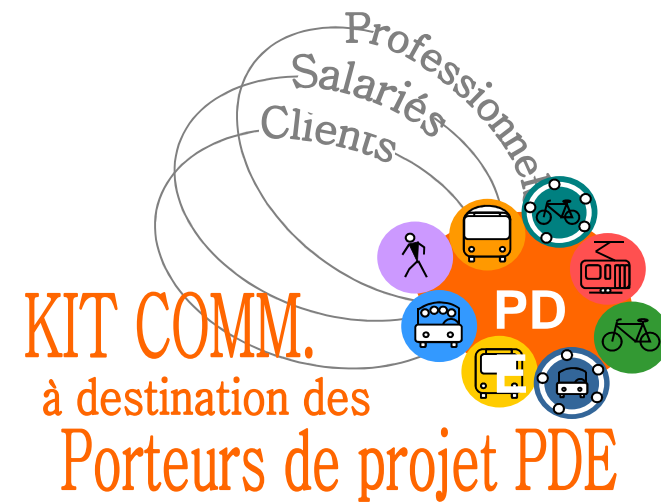 Professionnel
Salariés
Clients
PD
E
KIT COMM.
à destination des
Porteurs de projet PDE